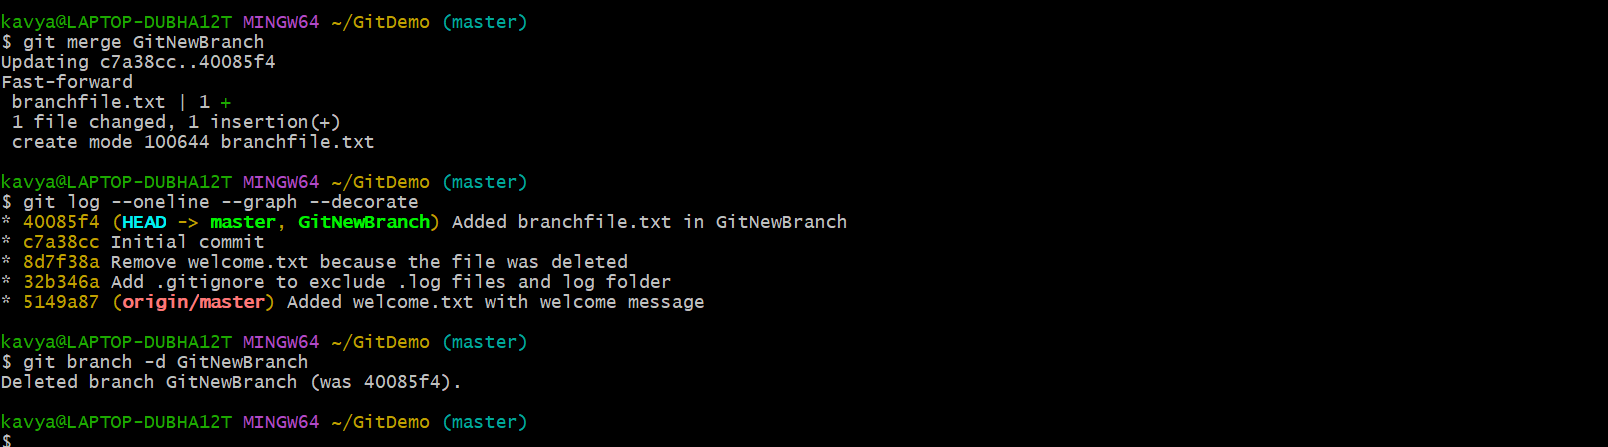 kavya@LAPTOP-DUBHA12T MINGW64 ~/GitDemo (master)
$ git merge GitNewBranch
Updating c7a38cc..40085f4
Fast-forward
 branchfile.txt | 1 +
 1 file changed, 1 insertion(+)
 create mode 100644 branchfile.txt

kavya@LAPTOP-DUBHA12T MINGW64 ~/GitDemo (master)
$ git log --oneline --graph --decorate
* 40085f4 (HEAD -> master, GitNewBranch) Added branchfile.txt in GitNewBranch
* c7a38cc Initial commit
* 8d7f38a Remove welcome.txt because the file was deleted
* 32b346a Add .gitignore to exclude .log files and log folder
* 5149a87 (origin/master) Added welcome.txt with welcome message

kavya@LAPTOP-DUBHA12T MINGW64 ~/GitDemo (master)
$ git branch -d GitNewBranch
Deleted branch GitNewBranch (was 40085f4).

kavya@LAPTOP-DUBHA12T MINGW64 ~/GitDemo (master)
$